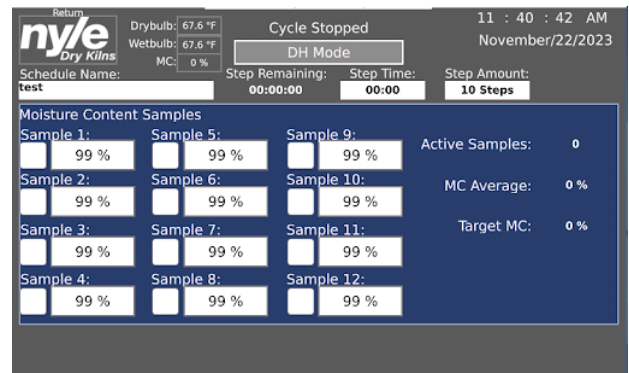 Return
nyle
Dry Kilns
Drybulb: 67.6 °F
Wetbulb: 67.6 °F
MC: 0 %
Cycle Stopped
DH Mode
11 : 40 : 42 AM
November/22/2023
Schedule Name:
test
Step Remaining:
00:00:00
Step Time:
00:00
Step Amount:
10 Steps
Moisture Content Samples
Sample 1:
99 %
Sample 5:
99 %
Sample 9:
99 %
Sample 2:
99 %
Sample 6:
99 %
Sample 10:
99 %
Sample 3:
99 %
Sample 7:
99 %
Sample 11:
99 %
Sample 4:
99 %
Sample 8:
99 %
Sample 12:
99 %
Active Samples: 0
MC Average: 0 %
Target MC: 0 %